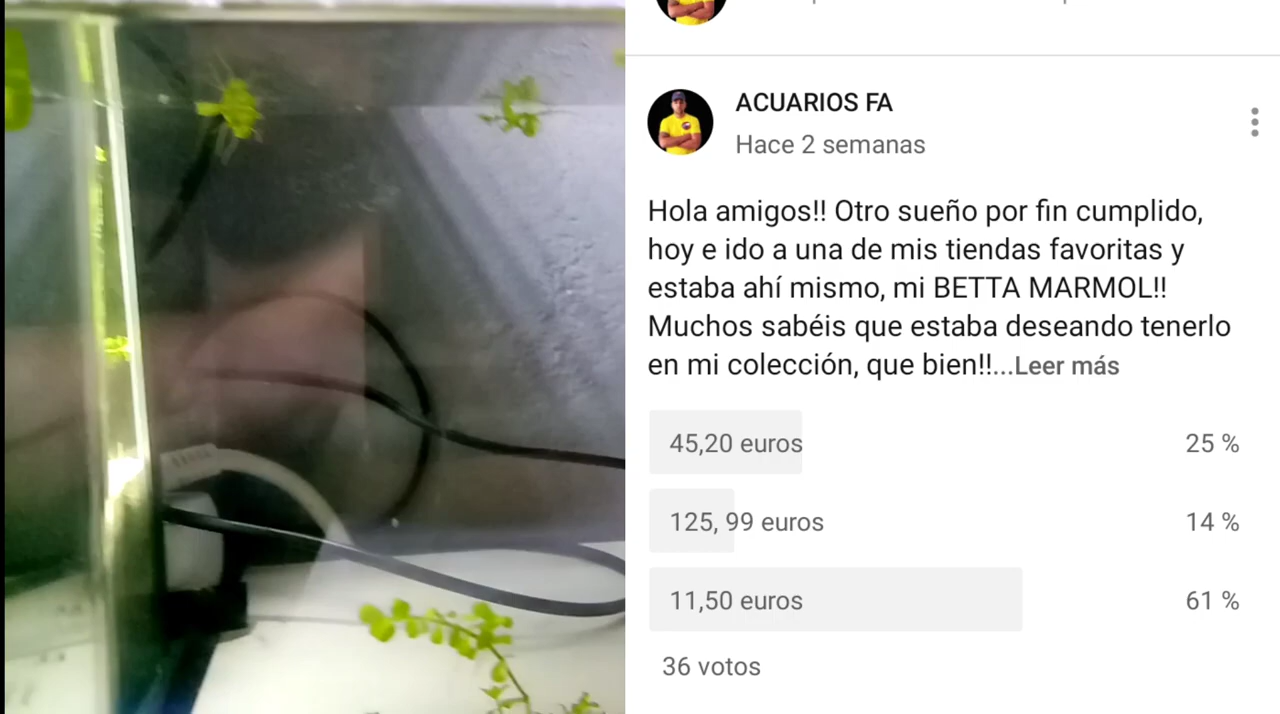 ACUARIOS FA
Hace 2 semanas
Hola amigos!! Otro sueño por fin cumplido,
hoy e ido a una de mis tiendas favoritas y
estaba ahí mismo, mi BETTA MARMOL!!
Muchos sabéis que estaba deseando tenerlo
en mi colección, que bien!!...Leer más
45,20 euros 25 %
125, 99 euros 14 %
11,50 euros 61 %
36 votos